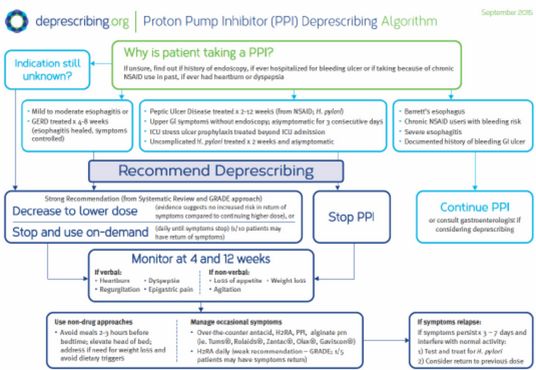 deprescribing.org | Proton Pump Inhibitor (PPI) Deprescribing Algorithm
September 2015
Indication still
unknown?
Why is patient taking a PPI?
If unsure, find out if history of endoscopy, if ever hospitalized for bleeding ulcer or if taking because of chronic
NSAID use in past, if ever had heartburn or dyspepsia
• Mild to moderate esophagitis or
• GERD treated x 4-8 weeks
(esophagitis healed, symptoms
controlled)
• Peptic Ulcer Disease treated x 2-12 weeks (from NSAID; H. pylori)
• Upper GI symptoms without endoscopy; asymptomatic for 3 consecutive days
• ICU stress ulcer prophylaxis treated beyond ICU admission
• Uncomplicated H. pylori treated x 2 weeks and asymptomatic
• Barrett's esophagus
• Chronic NSAID users with bleeding risk
• Severe esophagitis
• Documented history of bleeding GI ulcer
Recommend Deprescribing
Strong Recommendation (from Systematic Review and GRADE approach)
Decrease to lower dose (evidence suggests no increased risk in return of
symptoms compared to continuing higher dose), or
Stop and use on-demand (daily until symptoms stop) (1/10 patients may
have return of symptoms)
Stop PPI
Continue PPI
or consult gastroenterologist if
considering deprescribing
Monitor at 4 and 12 weeks
If verbal:
• Heartburn • Dyspepsia
• Regurgitation • Epigastric pain
If non-verbal:
• Loss of appetite • Weight loss
• Agitation
Use non-drug approaches
• Avoid meals 2-3 hours before
bedtime; elevate head of bed;
address if need for weight loss and
avoid dietary triggers
Manage occasional symptoms
• Over-the-counter antacid, H2RA, PPI, alginate prn
(ie. Tums®, Rolaids®, Zantac®, Olex®, Gaviscon®)
• H2RA daily (weak recommendation – GRADE; 1/5
patients may have symptoms return)
If symptoms relapse:
If symptoms persist x 3 – 7 days and
interfere with normal activity:
1) Test and treat for H. pylori
2) Consider return to previous dose